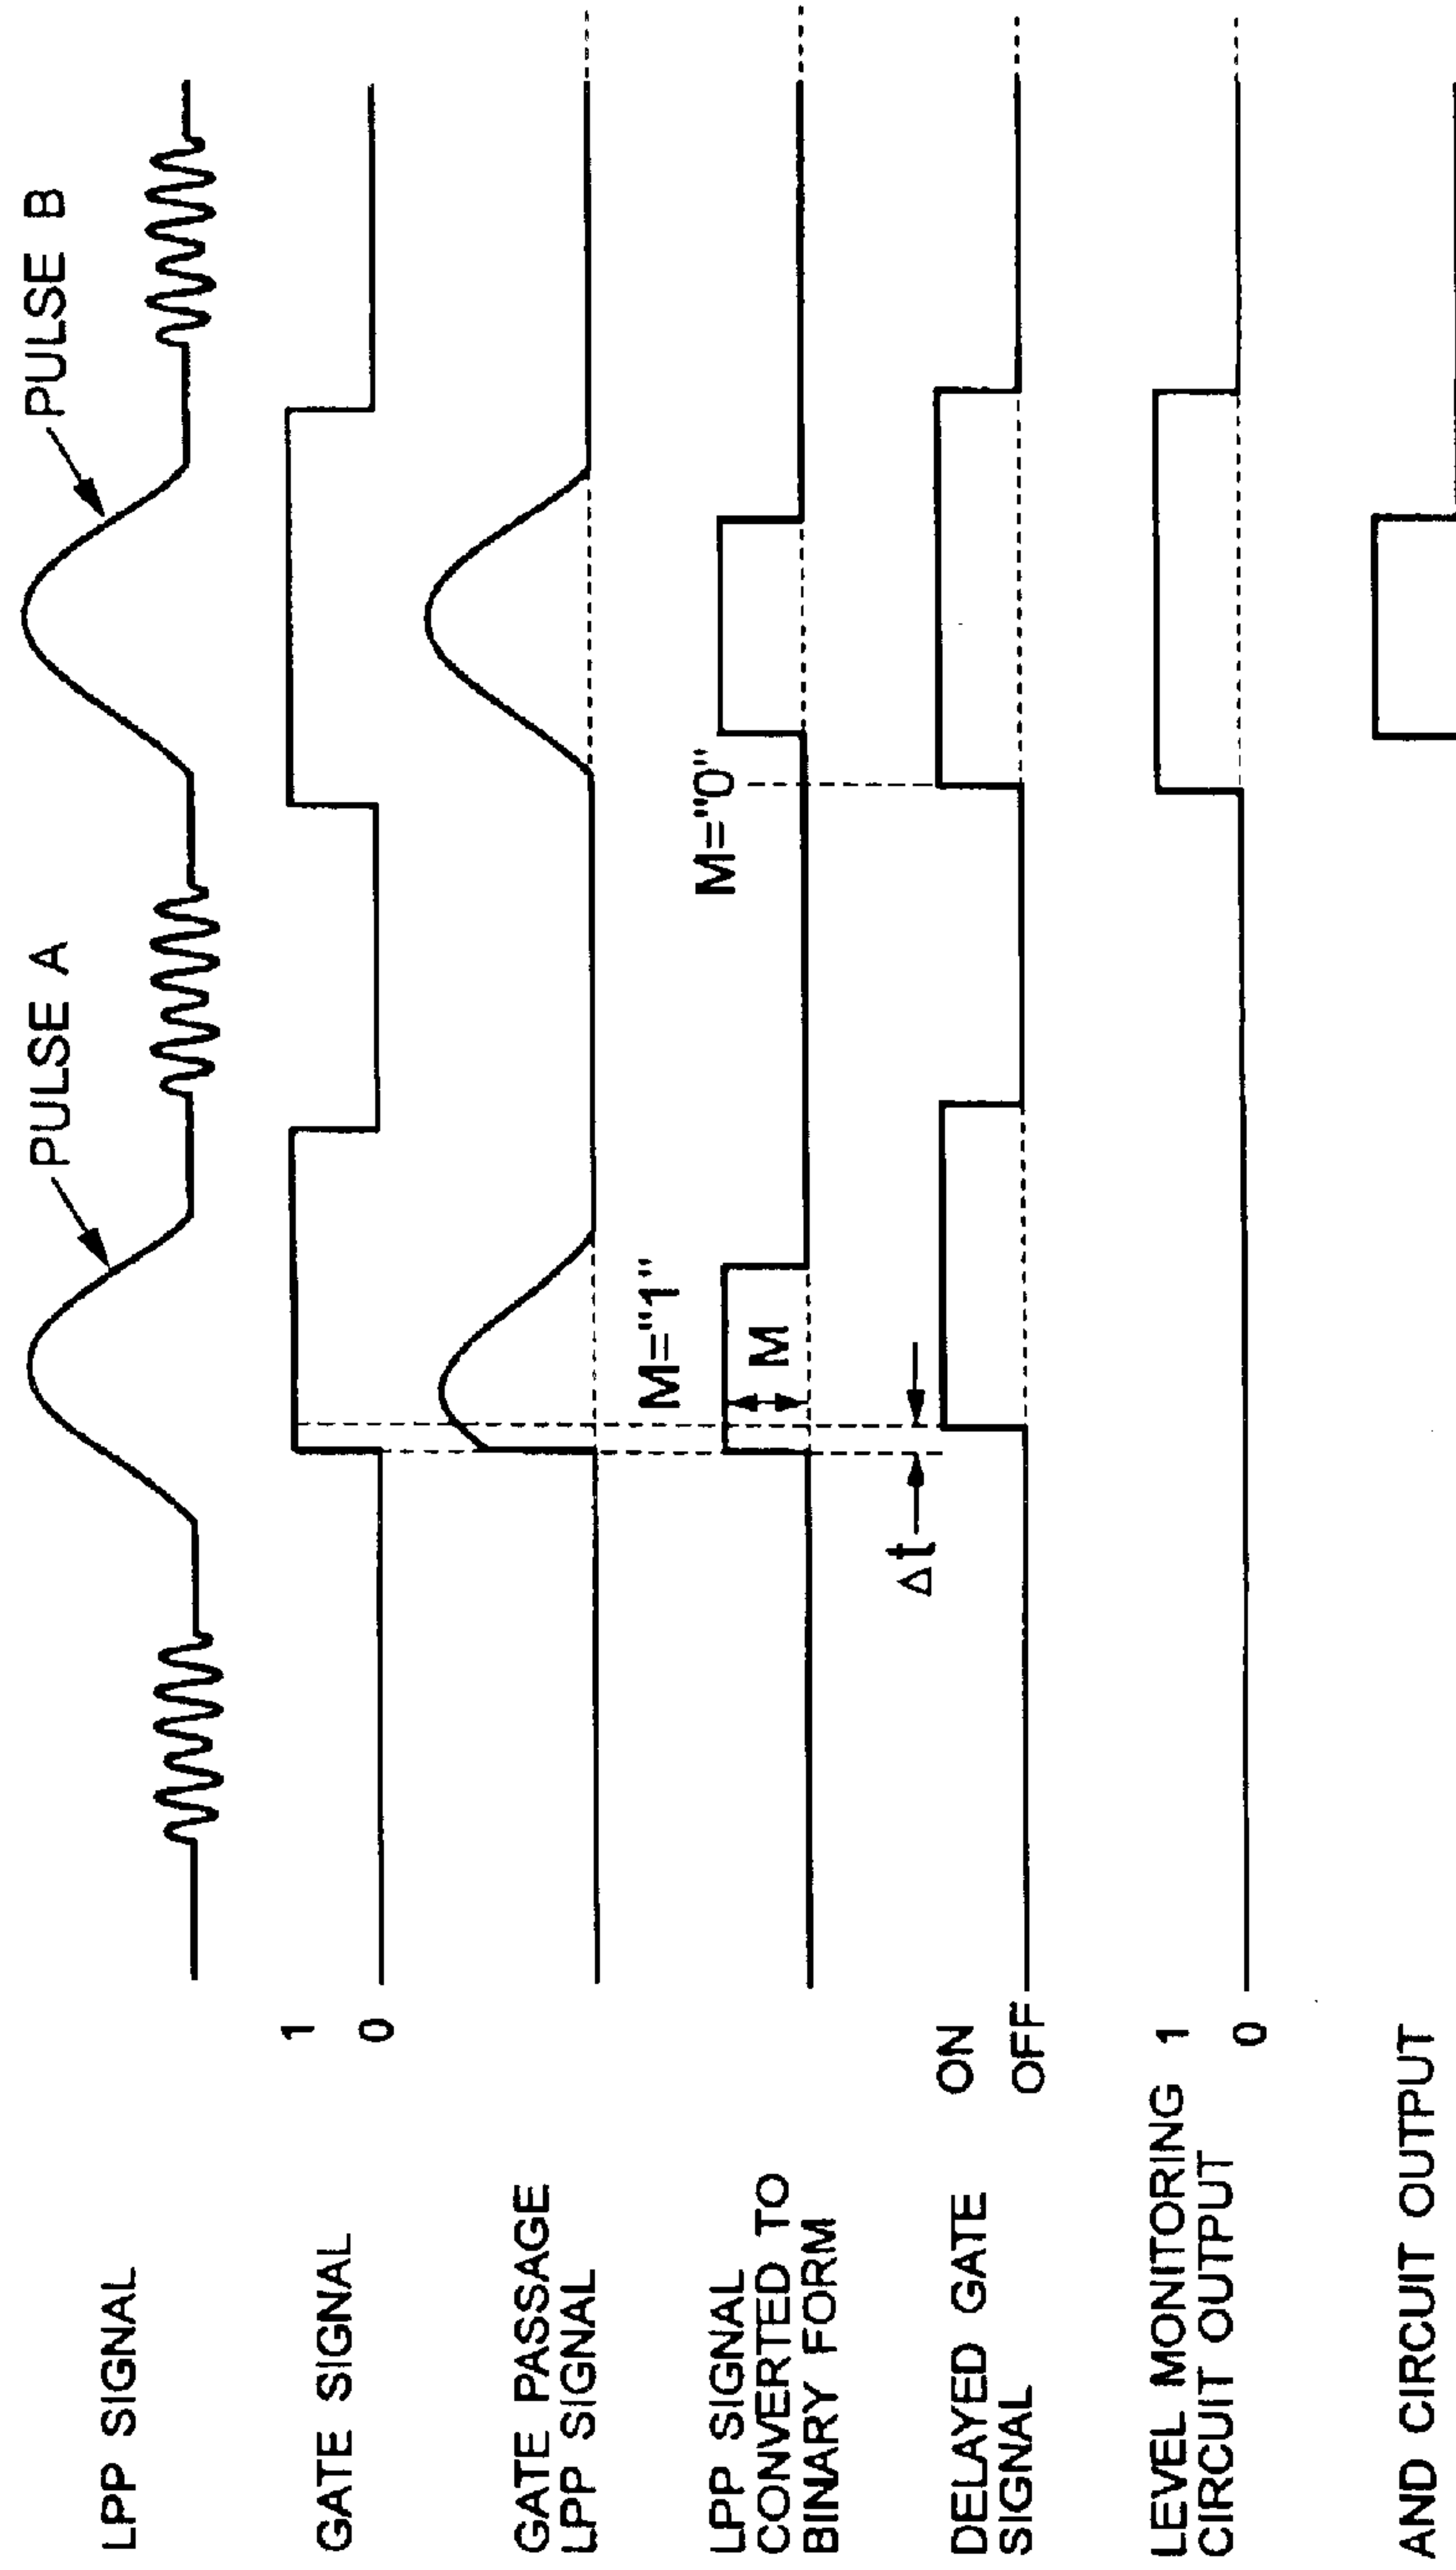 PULSE A
PULSE B
LPP SIGNAL
GATE SIGNAL
1
0
GATE PASSAGE
LPP SIGNAL
M="1"
M="0"
LPP SIGNAL
CONVERTED TO
BINARY FORM
M
Δt
DELAYED GATE
SIGNAL
ON
OFF
LEVEL MONITORING 1
CIRCUIT OUTPUT 0
AND CIRCUIT OUTPUT